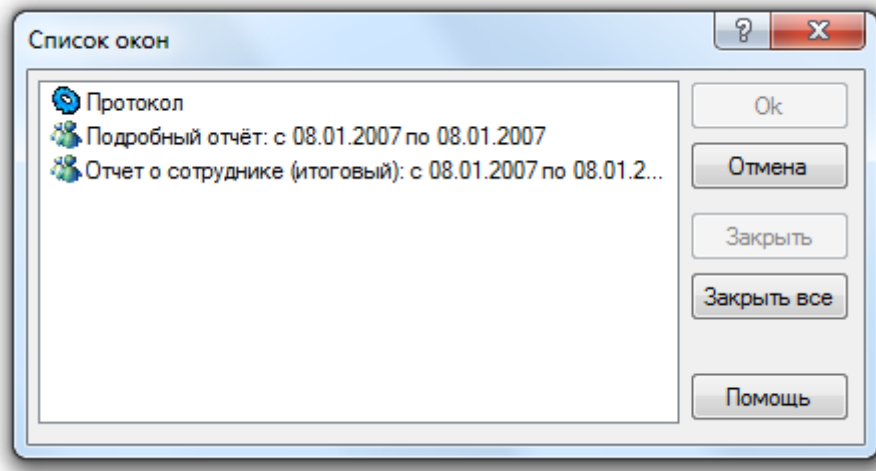 Список окон
Протокол
Подробный отчёт: с 08.01.2007 по 08.01.2007
Отчет о сотруднике (итоговый): с 08.01.2007 по 08.01.2...
Ok
Отмена
Закрыть
Закрыть все
Помощь